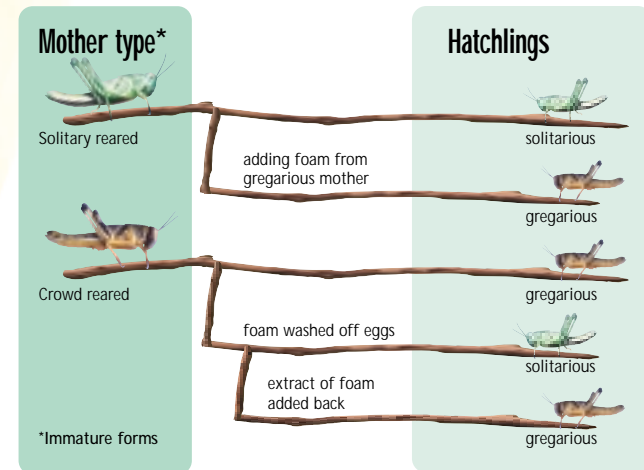 Mother type*
Hatchlings
Solitary reared
solitarious
adding foam from
gregarious mother
gregarious
Crowd reared
gregarious
foam washed off eggs
solitarious
extract of foam
added back
gregarious
*Immature forms